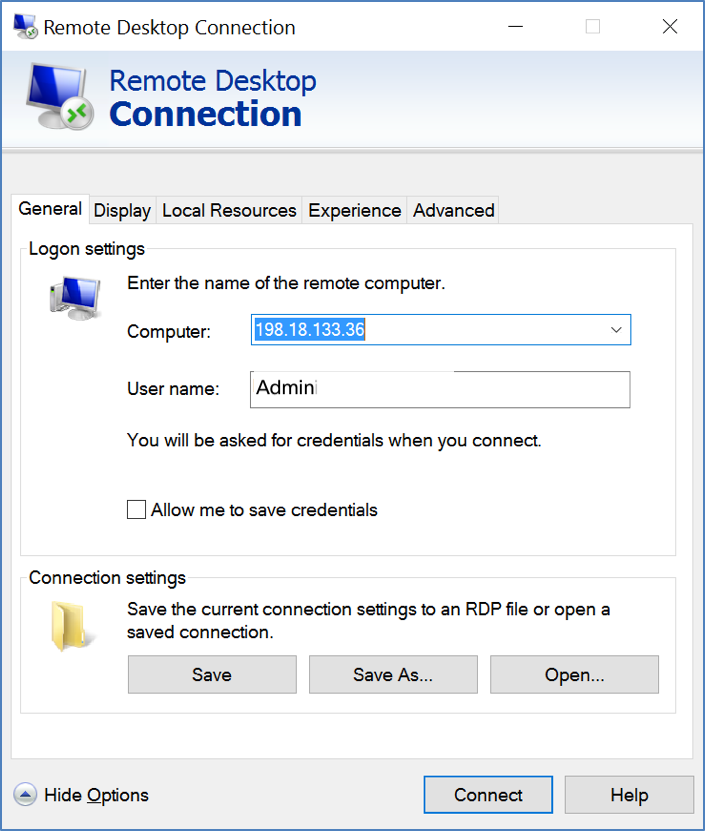 Remote Desktop Connection
Remote Desktop
Connection
General
Display
Local Resources
Experience
Advanced
Logon settings
Enter the name of the remote computer.
Computer:
198.18.133.36
User name:
Admin
You will be asked for credentials when you connect.
Allow me to save credentials
Connection settings
Save the current connection settings to an RDP file or open a
saved connection.
Save
Save As...
Open...
Hide Options
Connect
Help